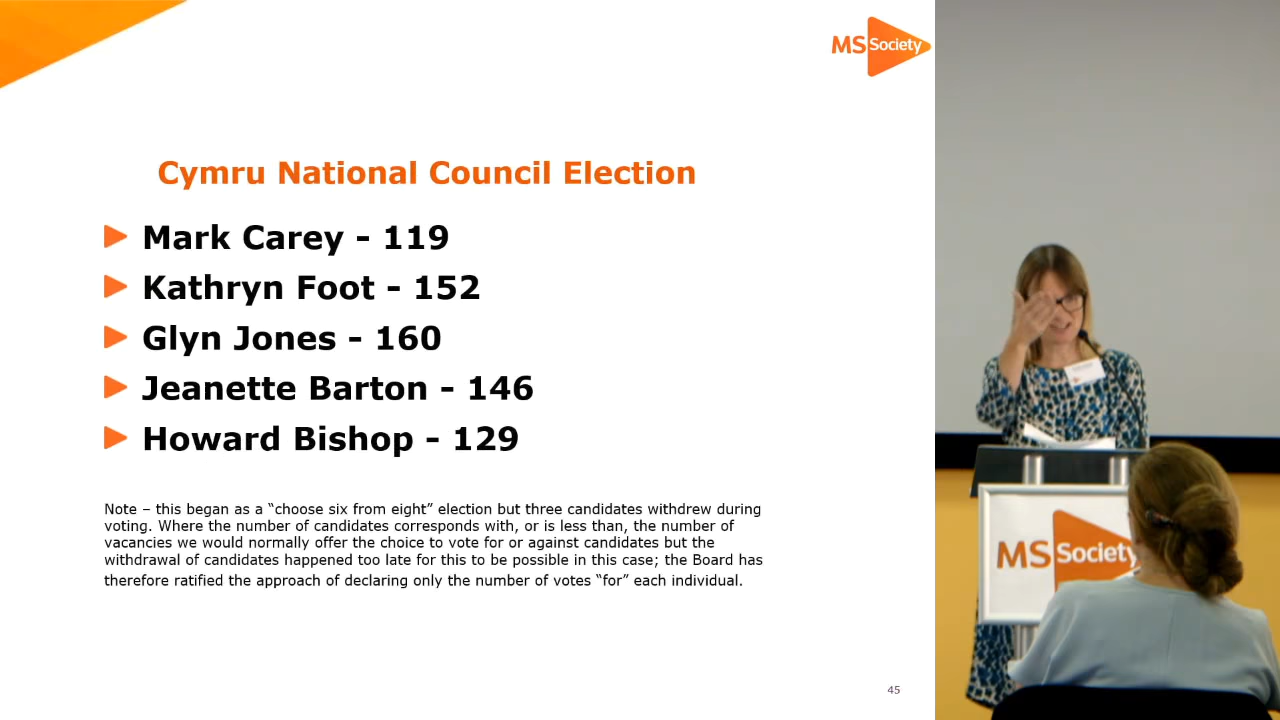 MS Society
Cymru National Council Election
Mark Carey - 119
Kathryn Foot - 152
Glyn Jones - 160
Jeanette Barton - 146
Howard Bishop - 129
Note – this began as a “choose six from eight” election but three candidates withdrew during
voting. Where the number of candidates corresponds with, or is less than, the number of
vacancies we would normally offer the choice to vote for or against candidates but the
withdrawal of candidates happened too late for this to be possible in this case; the Board has
therefore ratified the approach of declaring only the number of votes “for” each individual.
45
MS Society